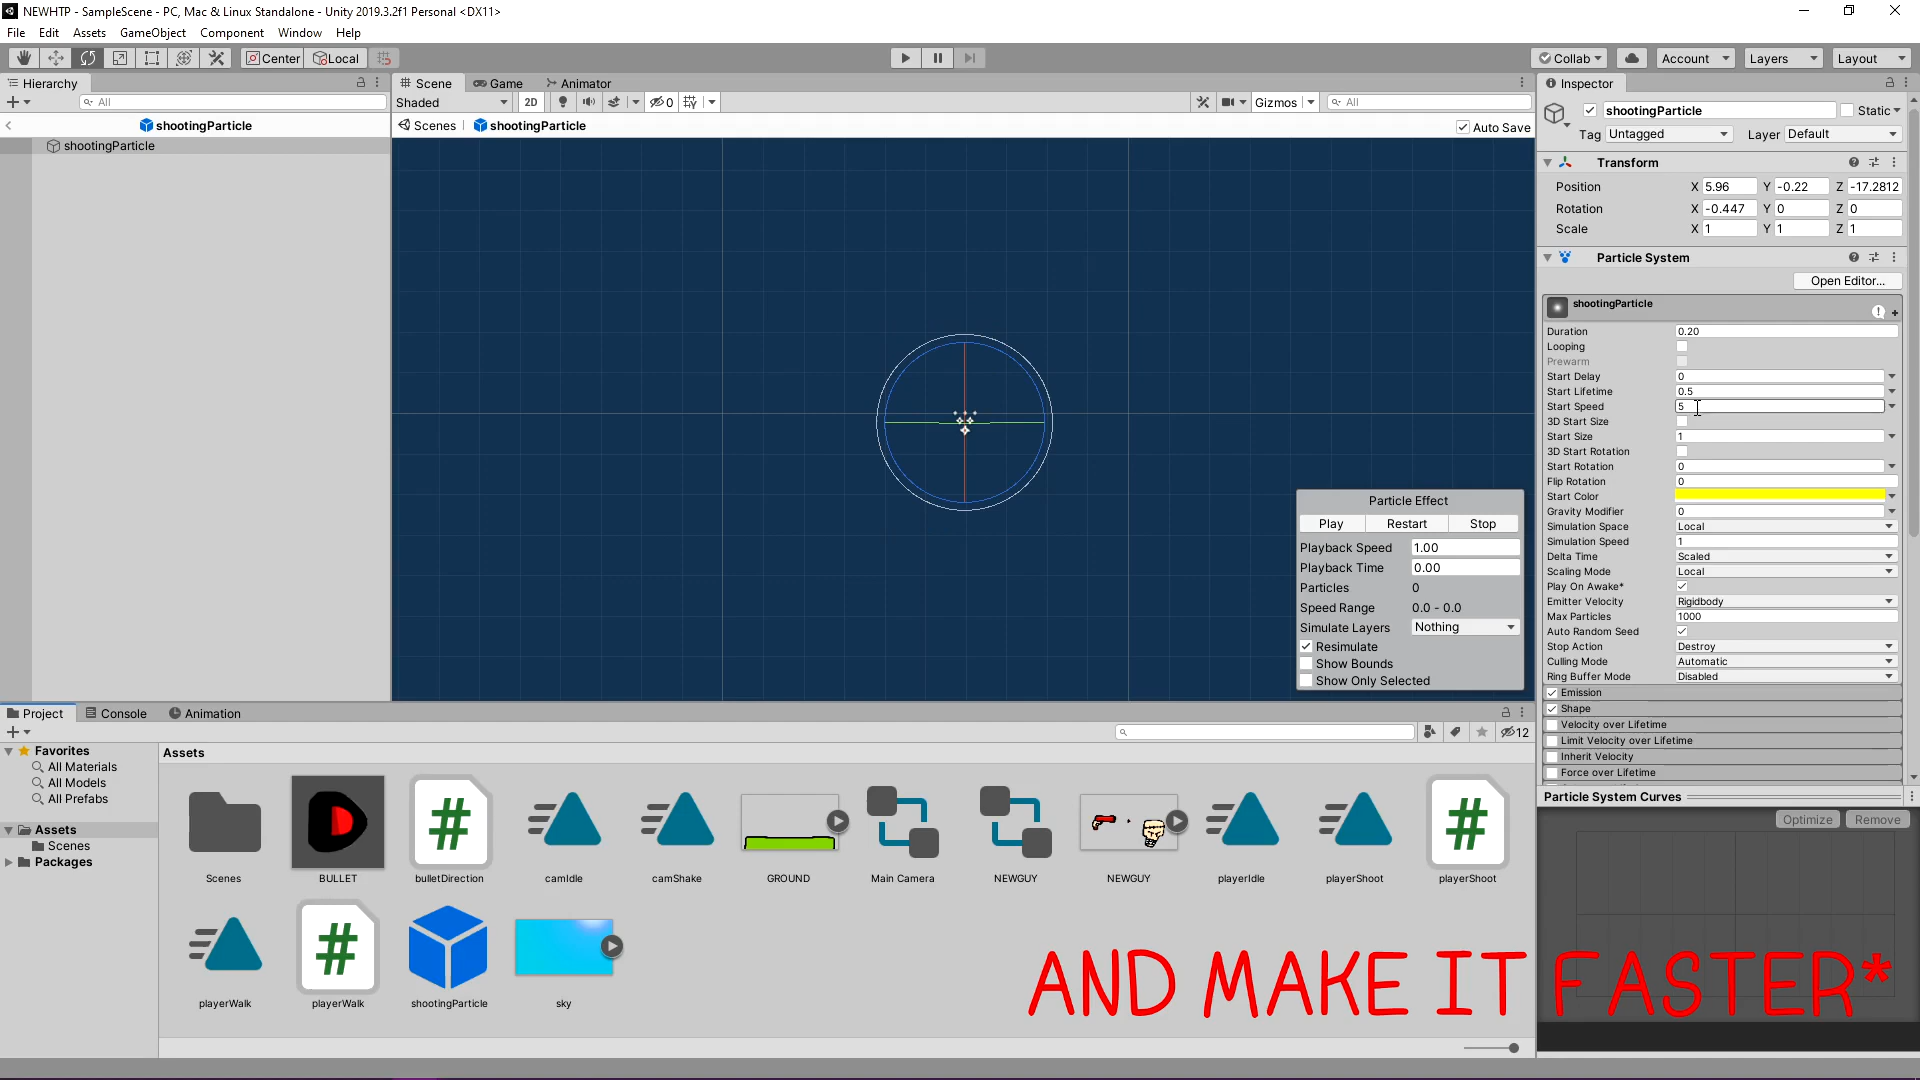 NEWHTP - SampleScene - PC, Mac & Linux Standalone - Unity 2019.3.2f1 Personal <DX11>
File Edit Assets GameObject Component Window Help
Center Local Collab Account Layers Layout
Hierarchy
All
shootingParticle
shootingParticle
Scene Game Animator
Shaded 2D 0 Gizmos All
Scenes shootingParticle Auto Save
Particle Effect
Play Restart Stop
Playback Speed 1.00
Playback Time 0.00
Particles 0
Speed Range 0.0 - 0.0
Simulate Layers Nothing
Resimulate
Show Bounds
Show Only Selected
Inspector
shootingParticle Static
Tag Untagged Layer Default
Transform
Position X 5.96 Y -0.22 Z -17.2812
Rotation X -0.447 Y 0 Z 0
Scale X 1 Y 1 Z 1
Particle System
Open Editor...
shootingParticle
Duration 0.20
Looping
Prewarm
Start Delay 0
Start Lifetime 0.5
Start Speed 5
3D Start Size
Start Size 1
3D Start Rotation
Start Rotation 0
Flip Rotation 0
Start Color
Gravity Modifier 0
Simulation Space Local
Simulation Speed 1
Delta Time Scaled
Scaling Mode Local
Play On Awake*
Emitter Velocity Rigidbody
Max Particles 1000
Auto Random Seed
Stop Action Destroy
Culling Mode Automatic
Ring Buffer Mode Disabled
Emission
Shape
Velocity over Lifetime
Limit Velocity over Lifetime
Inherit Velocity
Force over Lifetime
Particle System Curves
Optimize Remove
Project Console Animation
12
Favorites
All Materials
All Models
All Prefabs
Assets
Scenes
Packages
Assets
Scenes BULLET bulletDirection camIdle camShake GROUND Main Camera NEWGUY NEWGUY playerIdle playerShoot playerShoot
playerWalk playerWalk shootingParticle sky
AND MAKE IT FASTER*